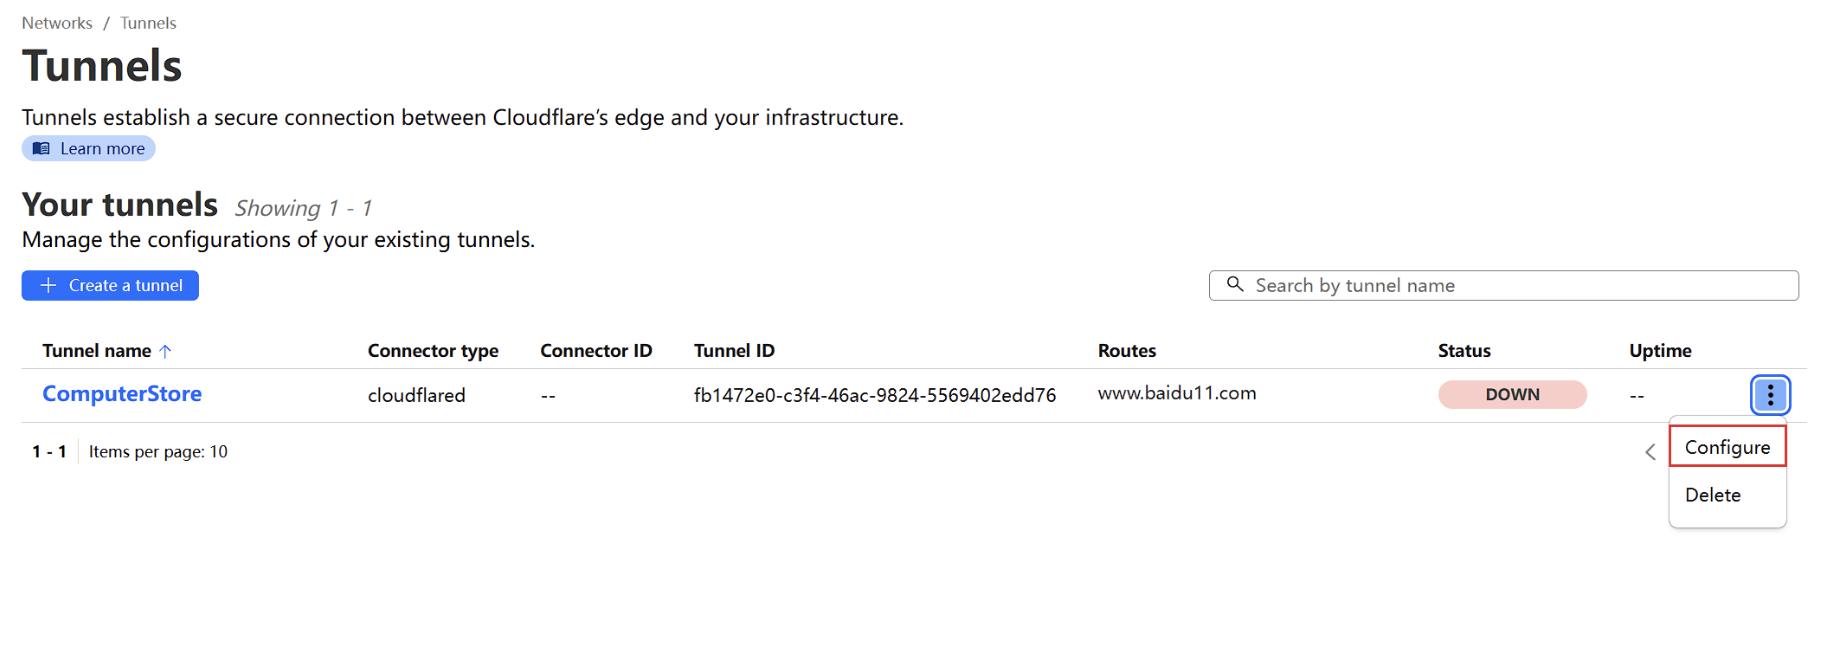 Networks / Tunnels
Tunnels
Tunnels establish a secure connection between Cloudflare’s edge and your infrastructure.
Learn more
Your tunnels Showing 1 - 1
Manage the configurations of your existing tunnels.
+ Create a tunnel
Search by tunnel name
Tunnel name ↑ Connector type Connector ID Tunnel ID Routes Status Uptime
ComputerStore cloudflared -- fb1472e0-c3f4-46ac-9824-5569402edd76 www.baidu11.com DOWN --
1 - 1 Items per page: 10
Configure
Delete